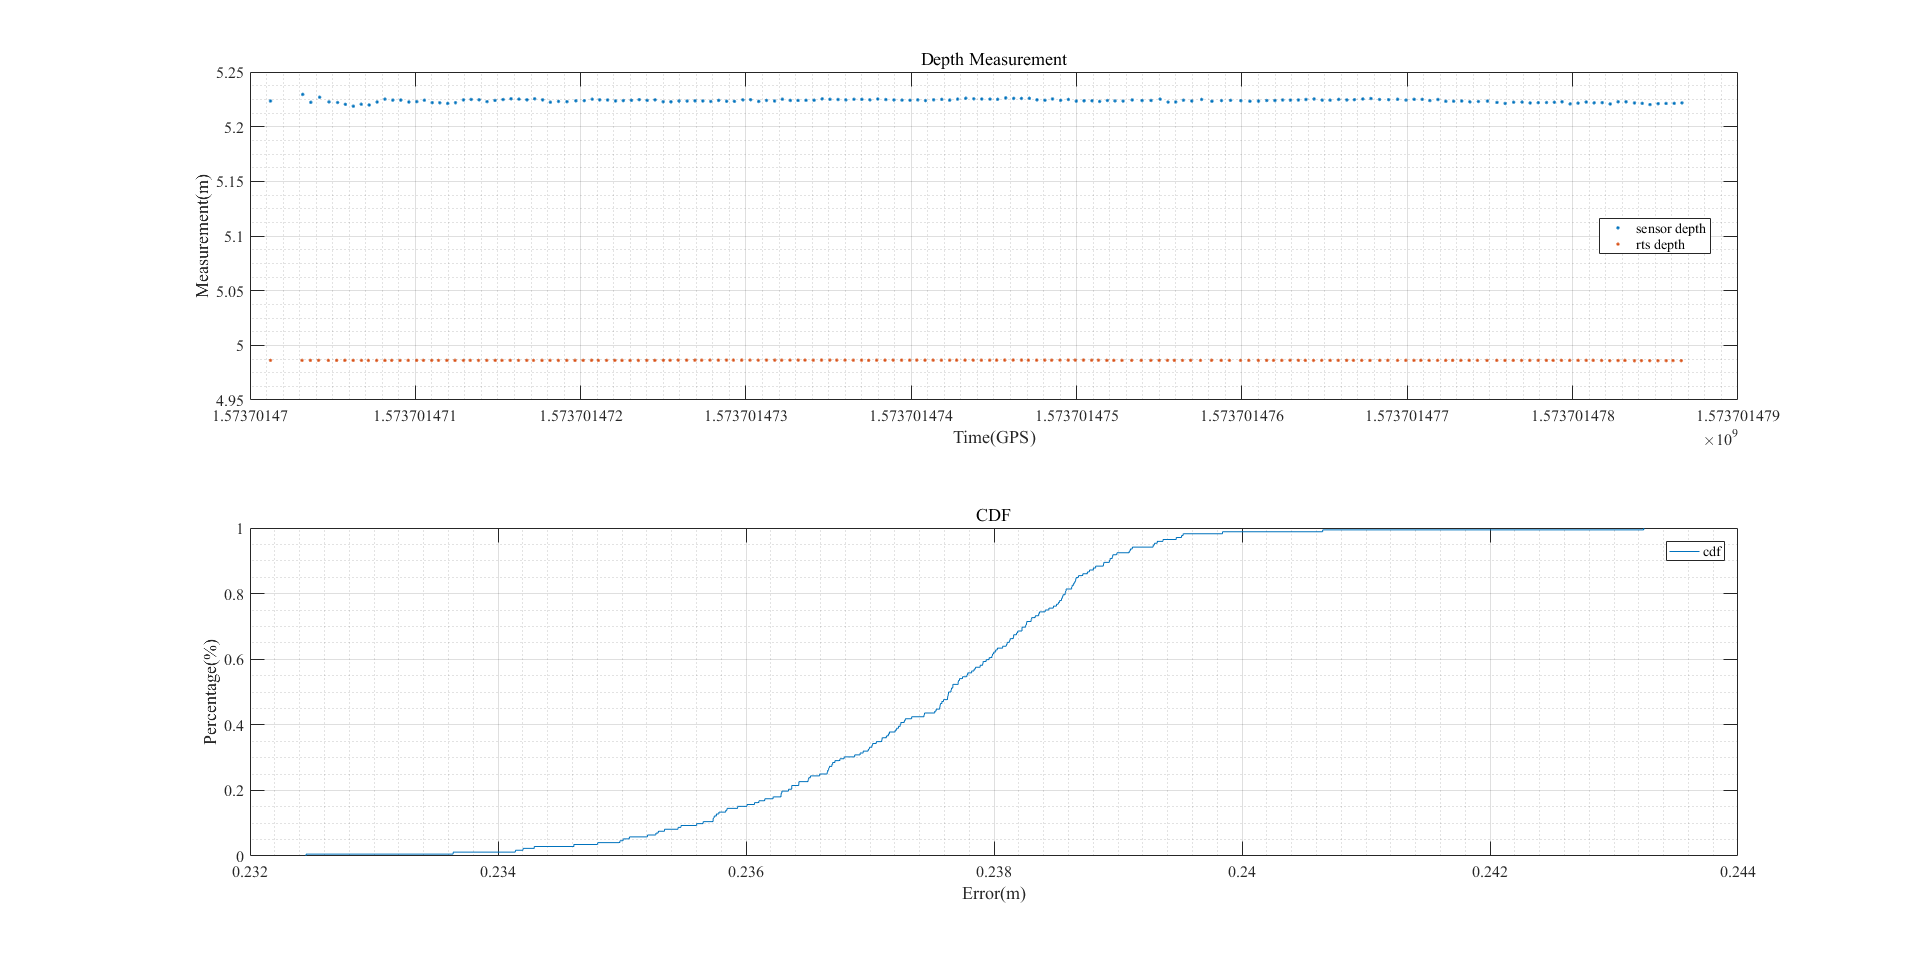 Depth Measurement
5.25
5.2
5.15
5.1
5.05
5
4.95
Measurement(m)
sensor depth
rts depth
1.57370147 1.573701471 1.573701472 1.573701473 1.573701474 1.573701475 1.573701476 1.573701477 1.573701478 1.573701479
Time(GPS)
×10⁹
CDF
1
0.8
0.6
0.4
0.2
0
Percentage(%)
cdf
0.232 0.234 0.236 0.238 0.24 0.242 0.244
Error(m)